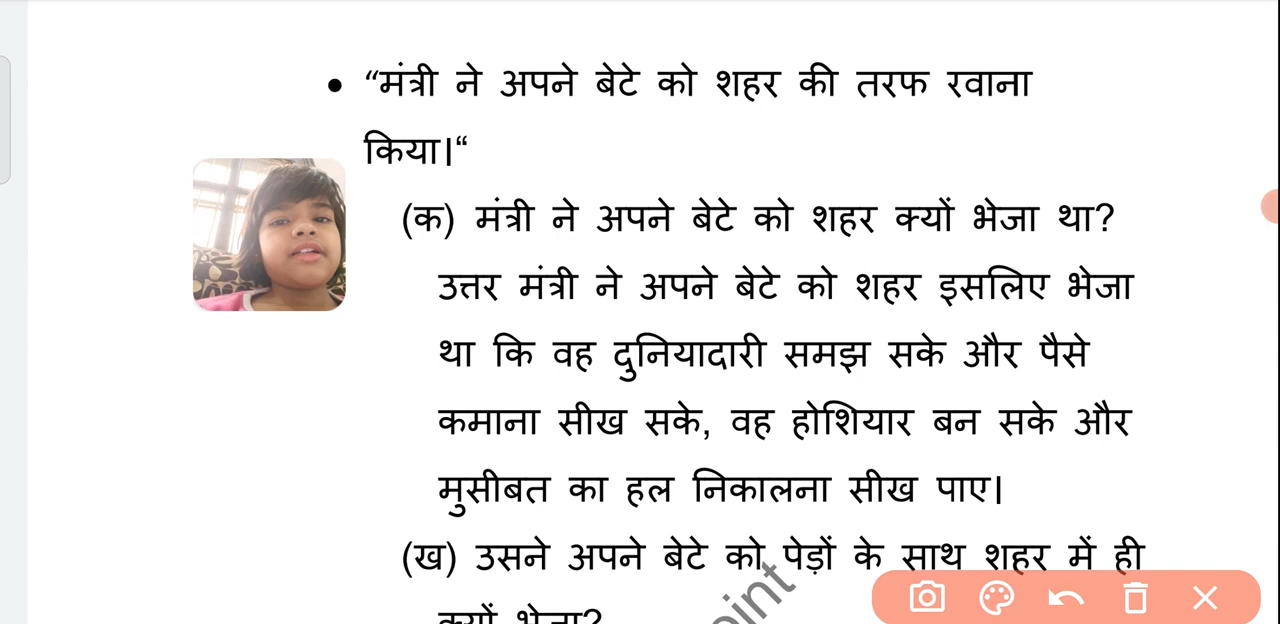 • “मंत्री ने अपने बेटे को शहर की तरफ रवाना
किया।“
(क) मंत्री ने अपने बेटे को शहर क्यों भेजा था?
उत्तर मंत्री ने अपने बेटे को शहर इसलिए भेजा
था कि वह दुनियादारी समझ सके और पैसे
कमाना सीख सके, वह होशियार बन सके और
मुसीबत का हल निकालना सीख पाए।
(ख) उसने अपने बेटे को पेड़ों के साथ शहर में ही
क्यों भेजा?